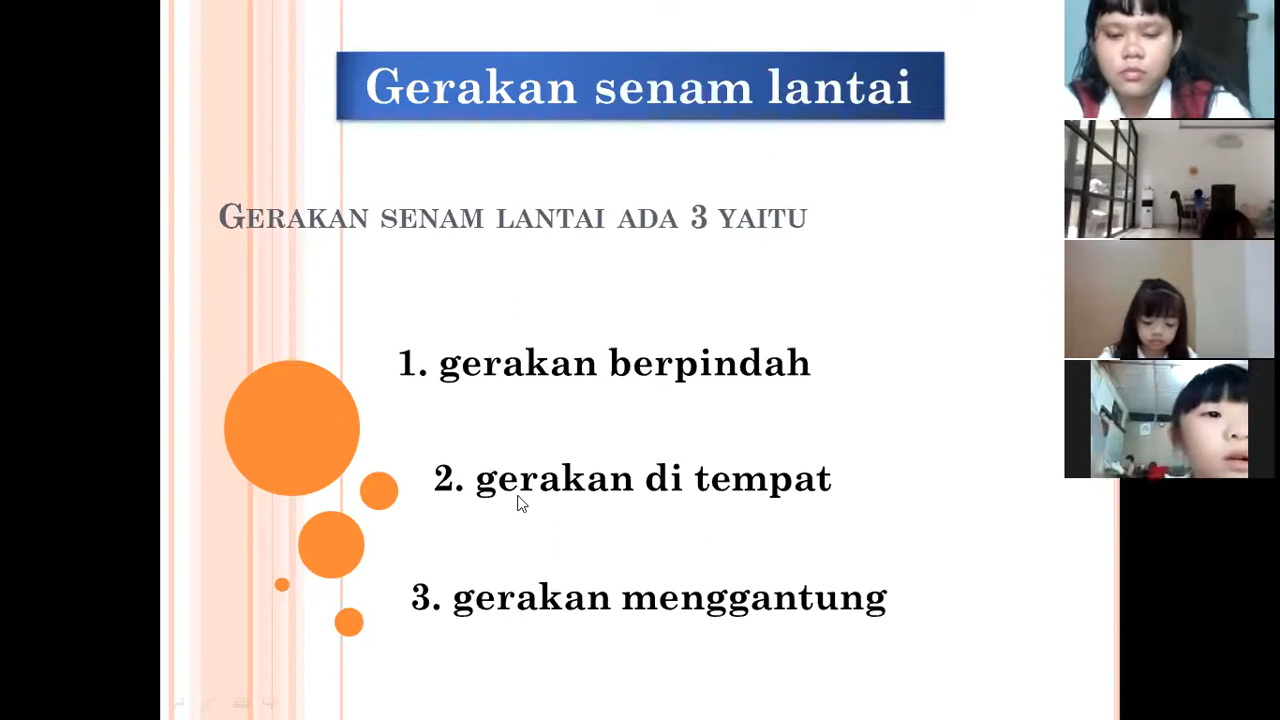 Gerakan senam lantai
Gerakan senam lantai ada 3 yaitu
1. gerakan berpindah
2. gerakan di tempat
3. gerakan menggantung